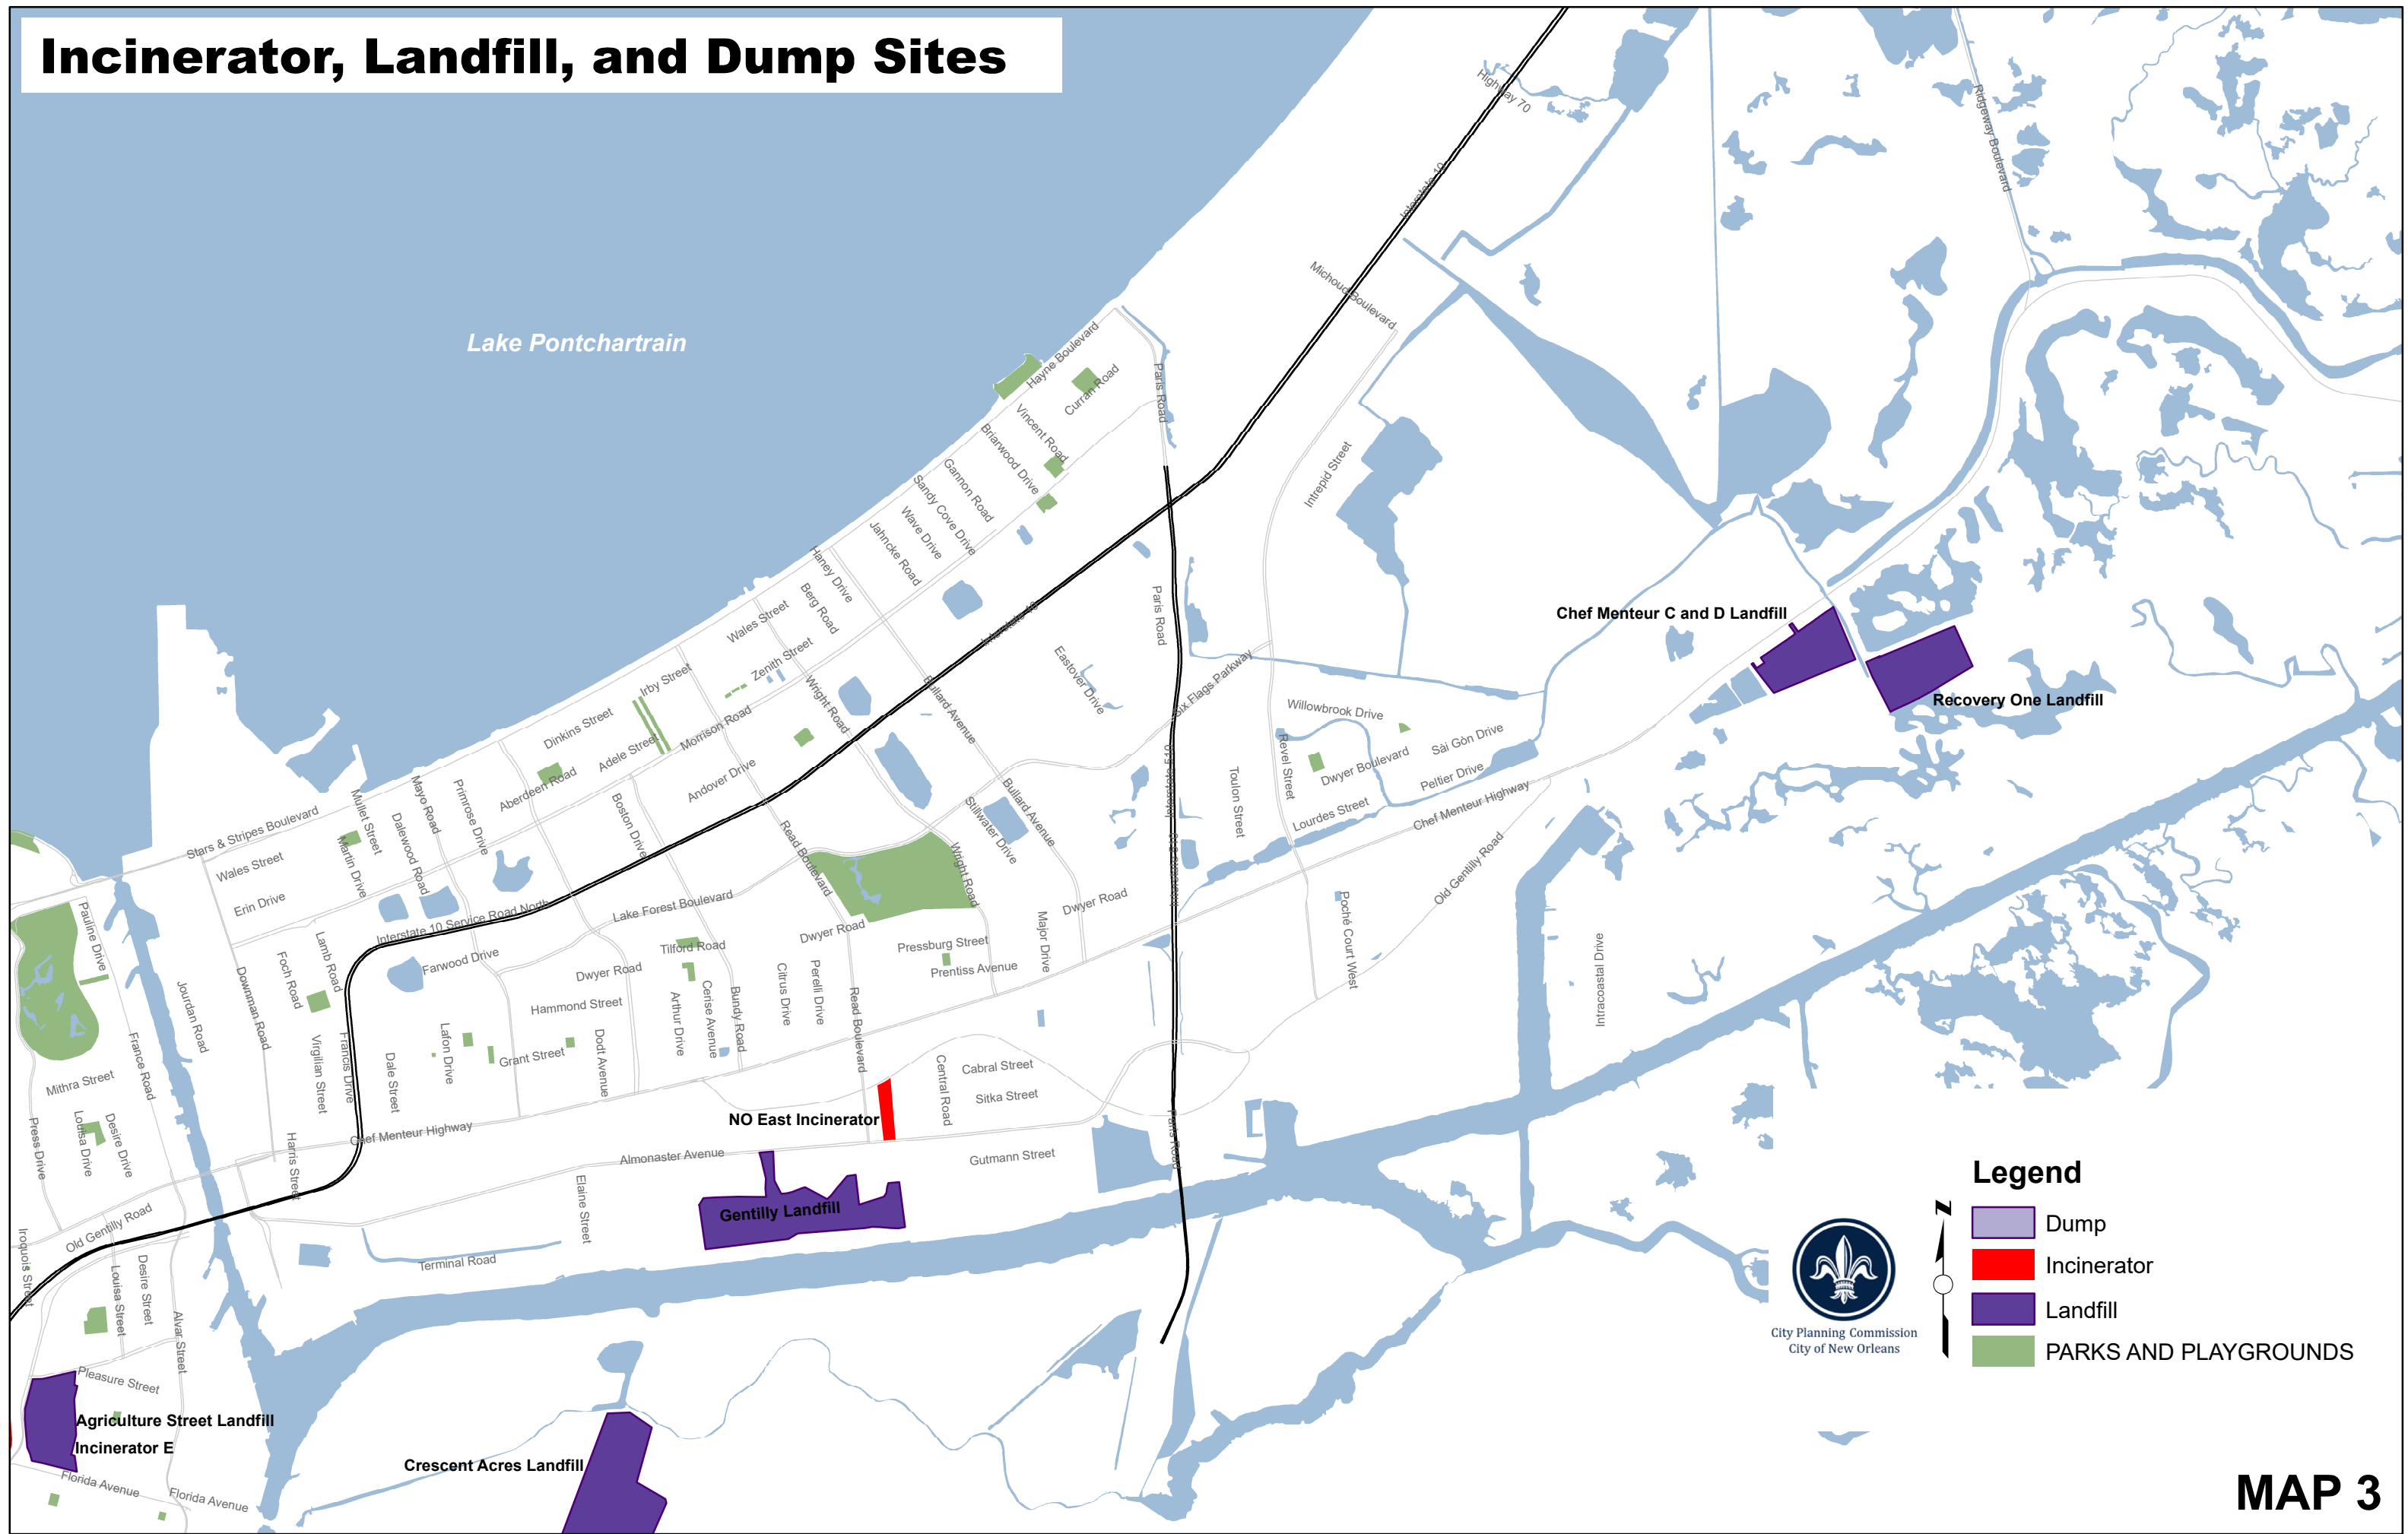 Incinerator, Landfill, and Dump Sites
Highway 70
Ridgeway Boulevard
Interstate 10
Michoud Boulevard
Lake Pontchartrain
Hayne Boulevard
Curran Road
Paris Road
Vincent Road
Briarwood Drive
Gannon Road
Sandy Cove Drive
Wave Drive
Jahncke Road
Intrepid Street
Haney Drive
Berg Road
Wales Street
Zenith Street
Irby Street
Paris Road
Eastover Drive
Six Flags Parkway
Chef Menteur C and D Landfill
Recovery One Landfill
Wright Road
Bullard Avenue
Dinkins Street
Adele Street
Morrison Road
Aberdeen Road
Andover Drive
Willowbrook Drive
Sài Gòn Drive
Dwyer Boulevard
Peltier Drive
Revel Street
Toulon Street
Lourdes Street
Chef Menteur Highway
Old Gentilly Road
Interstate 510
Mayo Road
Primrose Drive
Mullet Street
Dalewood Road
Martin Drive
Boston Drive
Stars & Stripes Boulevard
Wales Street
Erin Drive
Read Boulevard
Stillwater Drive
Bullard Avenue
Wright Road
Interstate 10 Service Road North
Lake Forest Boulevard
Dwyer Road
Dwyer Road
Major Drive
Pressburg Street
Prentiss Avenue
Tilford Road
Farwood Drive
Dwyer Road
Hammond Street
Pauline Drive
Jourdan Road
Downman Road
Foch Road
Lamb Road
Citrus Drive
Perelli Drive
Read Boulevard
Arthur Drive
Cerise Avenue
Bundy Road
Poché Court West
Intracoastal Drive
France Road
Virgilian Street
Francis Drive
Dale Street
Lafon Drive
Grant Street
Dodt Avenue
Central Road
Cabral Street
Sitka Street
Mithra Street
Press Drive
Louisa Drive
Desire Drive
Harris Street
Chef Menteur Highway
NO East Incinerator
Almonaster Avenue
Gutmann Street
Paris Road
Elaine Street
Gentilly Landfill
Terminal Road
Old Gentilly Road
Iroquois Street
Louisa Street
Desire Street
Alvar Street
Pleasure Street
Agriculture Street Landfill
Incinerator E
Florida Avenue
Florida Avenue
Crescent Acres Landfill
Legend
N
Dump
Incinerator
Landfill
PARKS AND PLAYGROUNDS
City Planning Commission
City of New Orleans
MAP 3